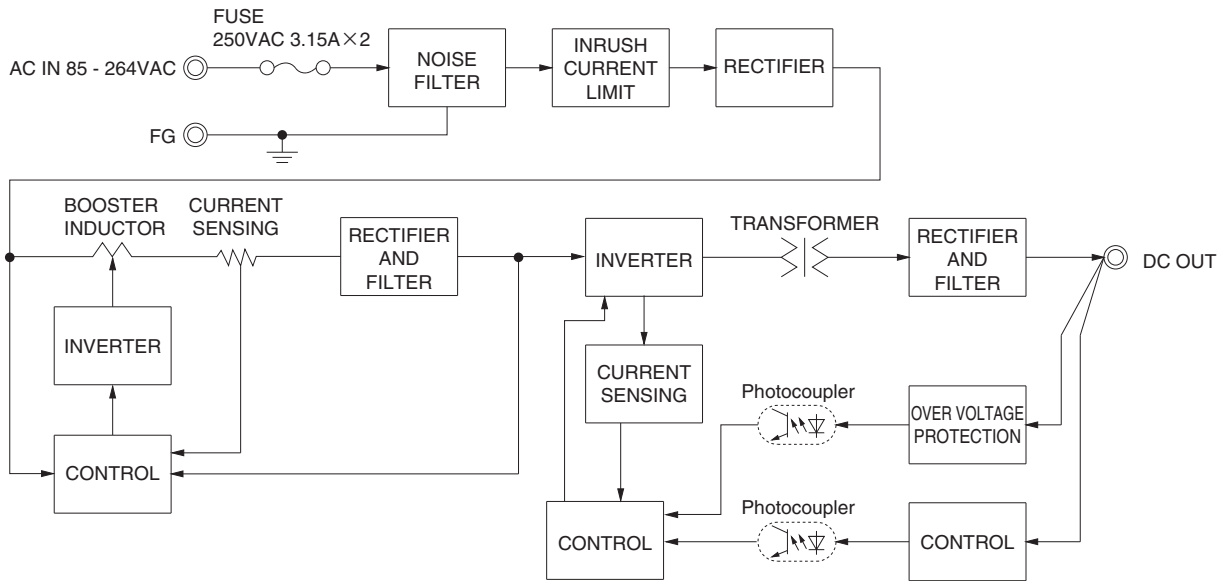 FUSE
250VAC 3.15A×2
AC IN 85 - 264VAC
NOISE
FILTER
INRUSH
CURRENT
LIMIT
RECTIFIER
FG
BOOSTER
INDUCTOR
CURRENT
SENSING
RECTIFIER
AND
FILTER
INVERTER
TRANSFORMER
RECTIFIER
AND
FILTER
DC OUT
INVERTER
CURRENT
SENSING
Photocoupler
OVER VOLTAGE
PROTECTION
CONTROL
CONTROL
Photocoupler
CONTROL